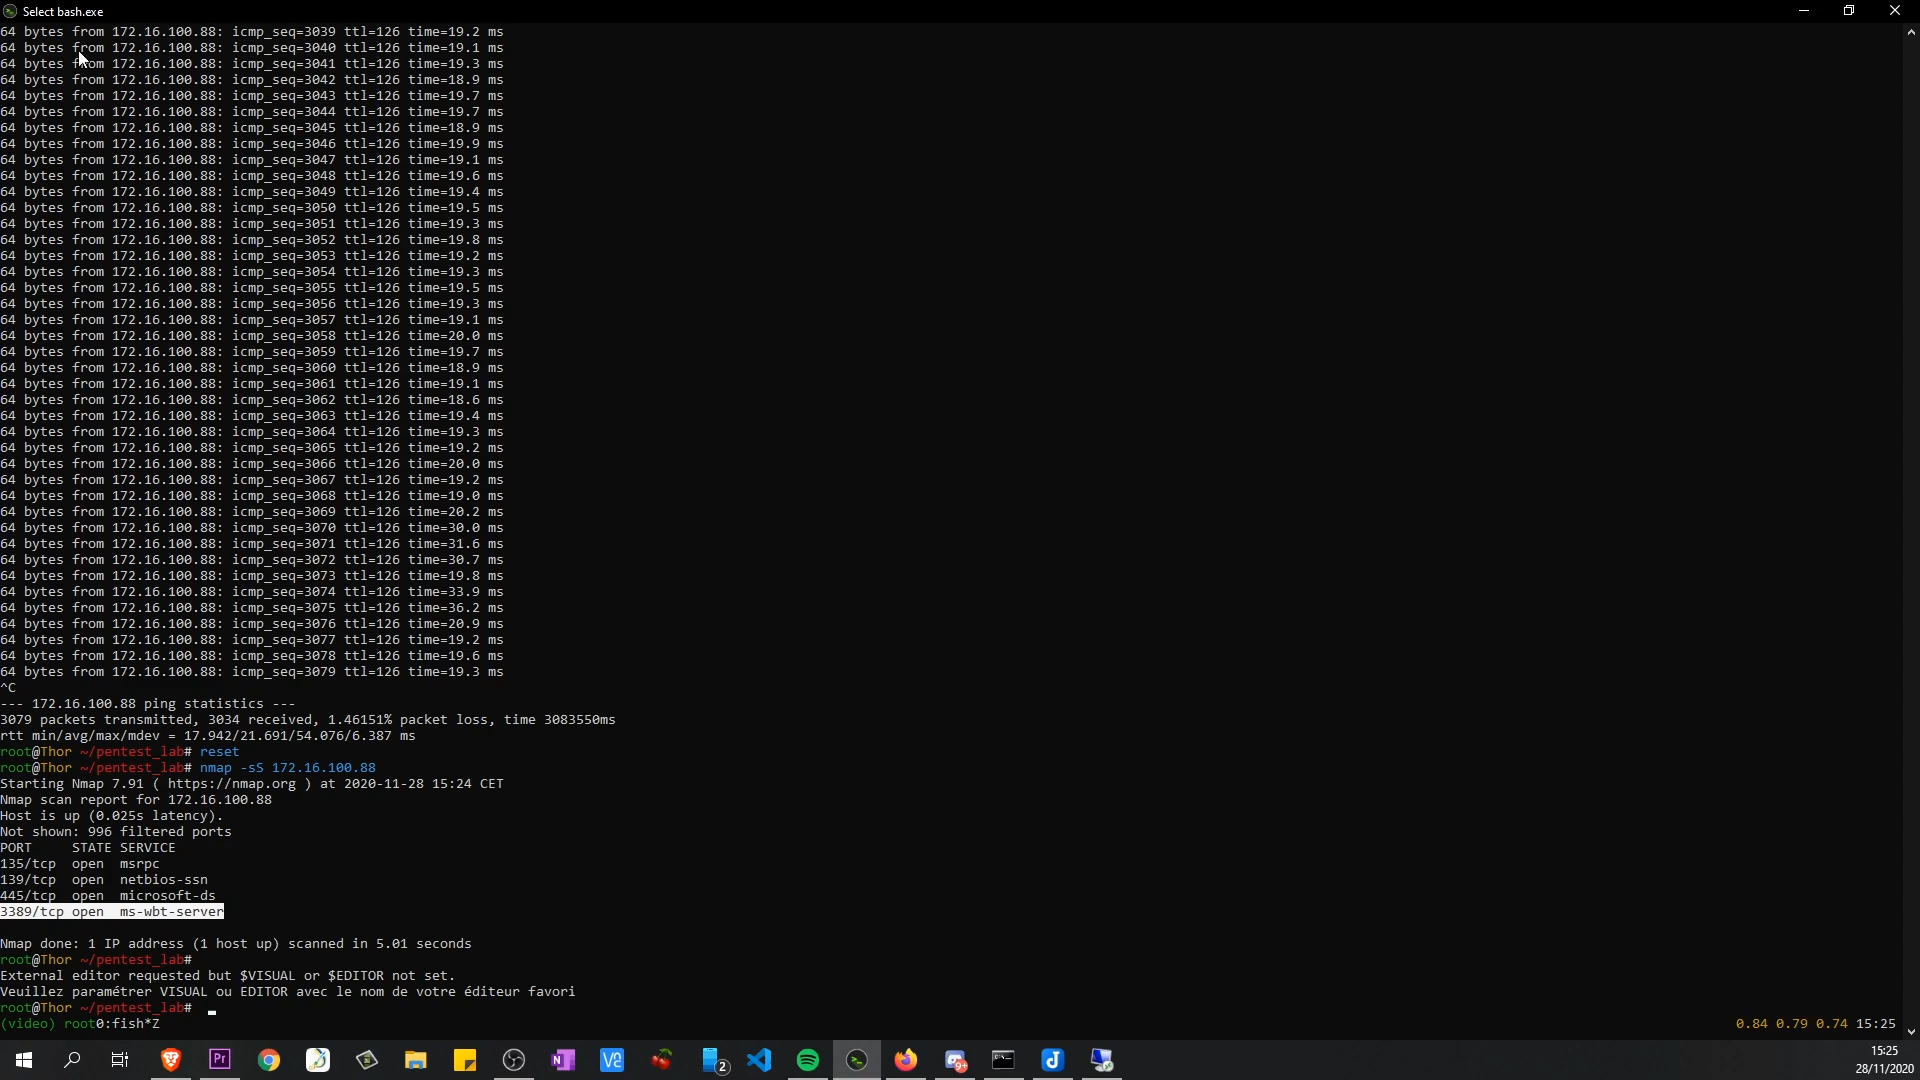 Select bash.exe
64 bytes from 172.16.100.88: icmp_seq=3039 ttl=126 time=19.2 ms
64 bytes from 172.16.100.88: icmp_seq=3040 ttl=126 time=19.1 ms
64 bytes from 172.16.100.88: icmp_seq=3041 ttl=126 time=19.3 ms
64 bytes from 172.16.100.88: icmp_seq=3042 ttl=126 time=18.9 ms
64 bytes from 172.16.100.88: icmp_seq=3043 ttl=126 time=19.7 ms
64 bytes from 172.16.100.88: icmp_seq=3044 ttl=126 time=19.7 ms
64 bytes from 172.16.100.88: icmp_seq=3045 ttl=126 time=18.9 ms
64 bytes from 172.16.100.88: icmp_seq=3046 ttl=126 time=19.9 ms
64 bytes from 172.16.100.88: icmp_seq=3047 ttl=126 time=19.1 ms
64 bytes from 172.16.100.88: icmp_seq=3048 ttl=126 time=19.6 ms
64 bytes from 172.16.100.88: icmp_seq=3049 ttl=126 time=19.4 ms
64 bytes from 172.16.100.88: icmp_seq=3050 ttl=126 time=19.5 ms
64 bytes from 172.16.100.88: icmp_seq=3051 ttl=126 time=19.3 ms
64 bytes from 172.16.100.88: icmp_seq=3052 ttl=126 time=19.8 ms
64 bytes from 172.16.100.88: icmp_seq=3053 ttl=126 time=19.2 ms
64 bytes from 172.16.100.88: icmp_seq=3054 ttl=126 time=19.3 ms
64 bytes from 172.16.100.88: icmp_seq=3055 ttl=126 time=19.5 ms
64 bytes from 172.16.100.88: icmp_seq=3056 ttl=126 time=19.3 ms
64 bytes from 172.16.100.88: icmp_seq=3057 ttl=126 time=19.1 ms
64 bytes from 172.16.100.88: icmp_seq=3058 ttl=126 time=20.0 ms
64 bytes from 172.16.100.88: icmp_seq=3059 ttl=126 time=19.7 ms
64 bytes from 172.16.100.88: icmp_seq=3060 ttl=126 time=18.9 ms
64 bytes from 172.16.100.88: icmp_seq=3061 ttl=126 time=19.1 ms
64 bytes from 172.16.100.88: icmp_seq=3062 ttl=126 time=18.6 ms
64 bytes from 172.16.100.88: icmp_seq=3063 ttl=126 time=19.4 ms
64 bytes from 172.16.100.88: icmp_seq=3064 ttl=126 time=19.3 ms
64 bytes from 172.16.100.88: icmp_seq=3065 ttl=126 time=19.2 ms
64 bytes from 172.16.100.88: icmp_seq=3066 ttl=126 time=20.0 ms
64 bytes from 172.16.100.88: icmp_seq=3067 ttl=126 time=19.2 ms
64 bytes from 172.16.100.88: icmp_seq=3068 ttl=126 time=19.0 ms
64 bytes from 172.16.100.88: icmp_seq=3069 ttl=126 time=20.2 ms
64 bytes from 172.16.100.88: icmp_seq=3070 ttl=126 time=30.0 ms
64 bytes from 172.16.100.88: icmp_seq=3071 ttl=126 time=31.6 ms
64 bytes from 172.16.100.88: icmp_seq=3072 ttl=126 time=30.7 ms
64 bytes from 172.16.100.88: icmp_seq=3073 ttl=126 time=19.8 ms
64 bytes from 172.16.100.88: icmp_seq=3074 ttl=126 time=33.9 ms
64 bytes from 172.16.100.88: icmp_seq=3075 ttl=126 time=36.2 ms
64 bytes from 172.16.100.88: icmp_seq=3076 ttl=126 time=20.9 ms
64 bytes from 172.16.100.88: icmp_seq=3077 ttl=126 time=19.2 ms
64 bytes from 172.16.100.88: icmp_seq=3078 ttl=126 time=19.6 ms
64 bytes from 172.16.100.88: icmp_seq=3079 ttl=126 time=19.3 ms
^C
--- 172.16.100.88 ping statistics ---
3079 packets transmitted, 3034 received, 1.46151% packet loss, time 3083550ms
rtt min/avg/max/mdev = 17.942/21.691/54.076/6.387 ms
root@Thor ~/pentest_lab# reset
root@Thor ~/pentest_lab# nmap -sS 172.16.100.88
Starting Nmap 7.91 ( https://nmap.org ) at 2020-11-28 15:24 CET
Nmap scan report for 172.16.100.88
Host is up (0.025s latency).
Not shown: 996 filtered ports
PORT     STATE SERVICE
135/tcp  open  msrpc
139/tcp  open  netbios-ssn
445/tcp  open  microsoft-ds
3389/tcp open  ms-wbt-server
Nmap done: 1 IP address (1 host up) scanned in 5.01 seconds
root@Thor ~/pentest_lab#
External editor requested but $VISUAL or $EDITOR not set.
Veuillez paramétrer VISUAL ou EDITOR avec le nom de votre éditeur favori
root@Thor ~/pentest_lab#
(video) root0:fish*Z 0.84 0.79 0.74 15:25
Pr
N
V2
2
9+
15:25
28/11/2020